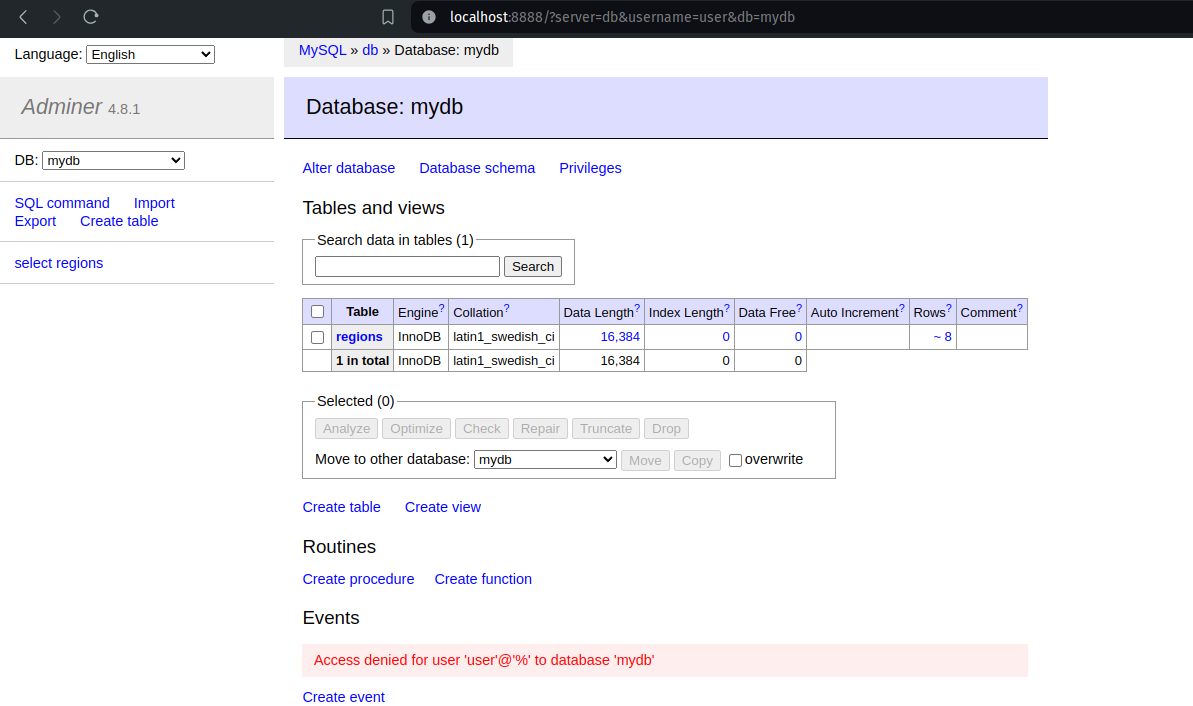 localhost:8888/?server=db&username=user&db=mydb
Language: English
MySQL » db » Database: mydb
Adminer 4.8.1
Database: mydb
DB: mydb
Alter database Database schema Privileges
SQL command Import
Export Create table
select regions
Tables and views
Search data in tables (1)
Search
Table Engine? Collation? Data Length? Index Length? Data Free? Auto Increment? Rows? Comment?
regions InnoDB latin1_swedish_ci 16,384 0 0 ~ 8
1 in total InnoDB latin1_swedish_ci 16,384 0 0
Selected (0)
Analyze Optimize Check Repair Truncate Drop
Move to other database: mydb Move Copy overwrite
Create table Create view
Routines
Create procedure Create function
Events
Access denied for user 'user'@'%' to database 'mydb'
Create event